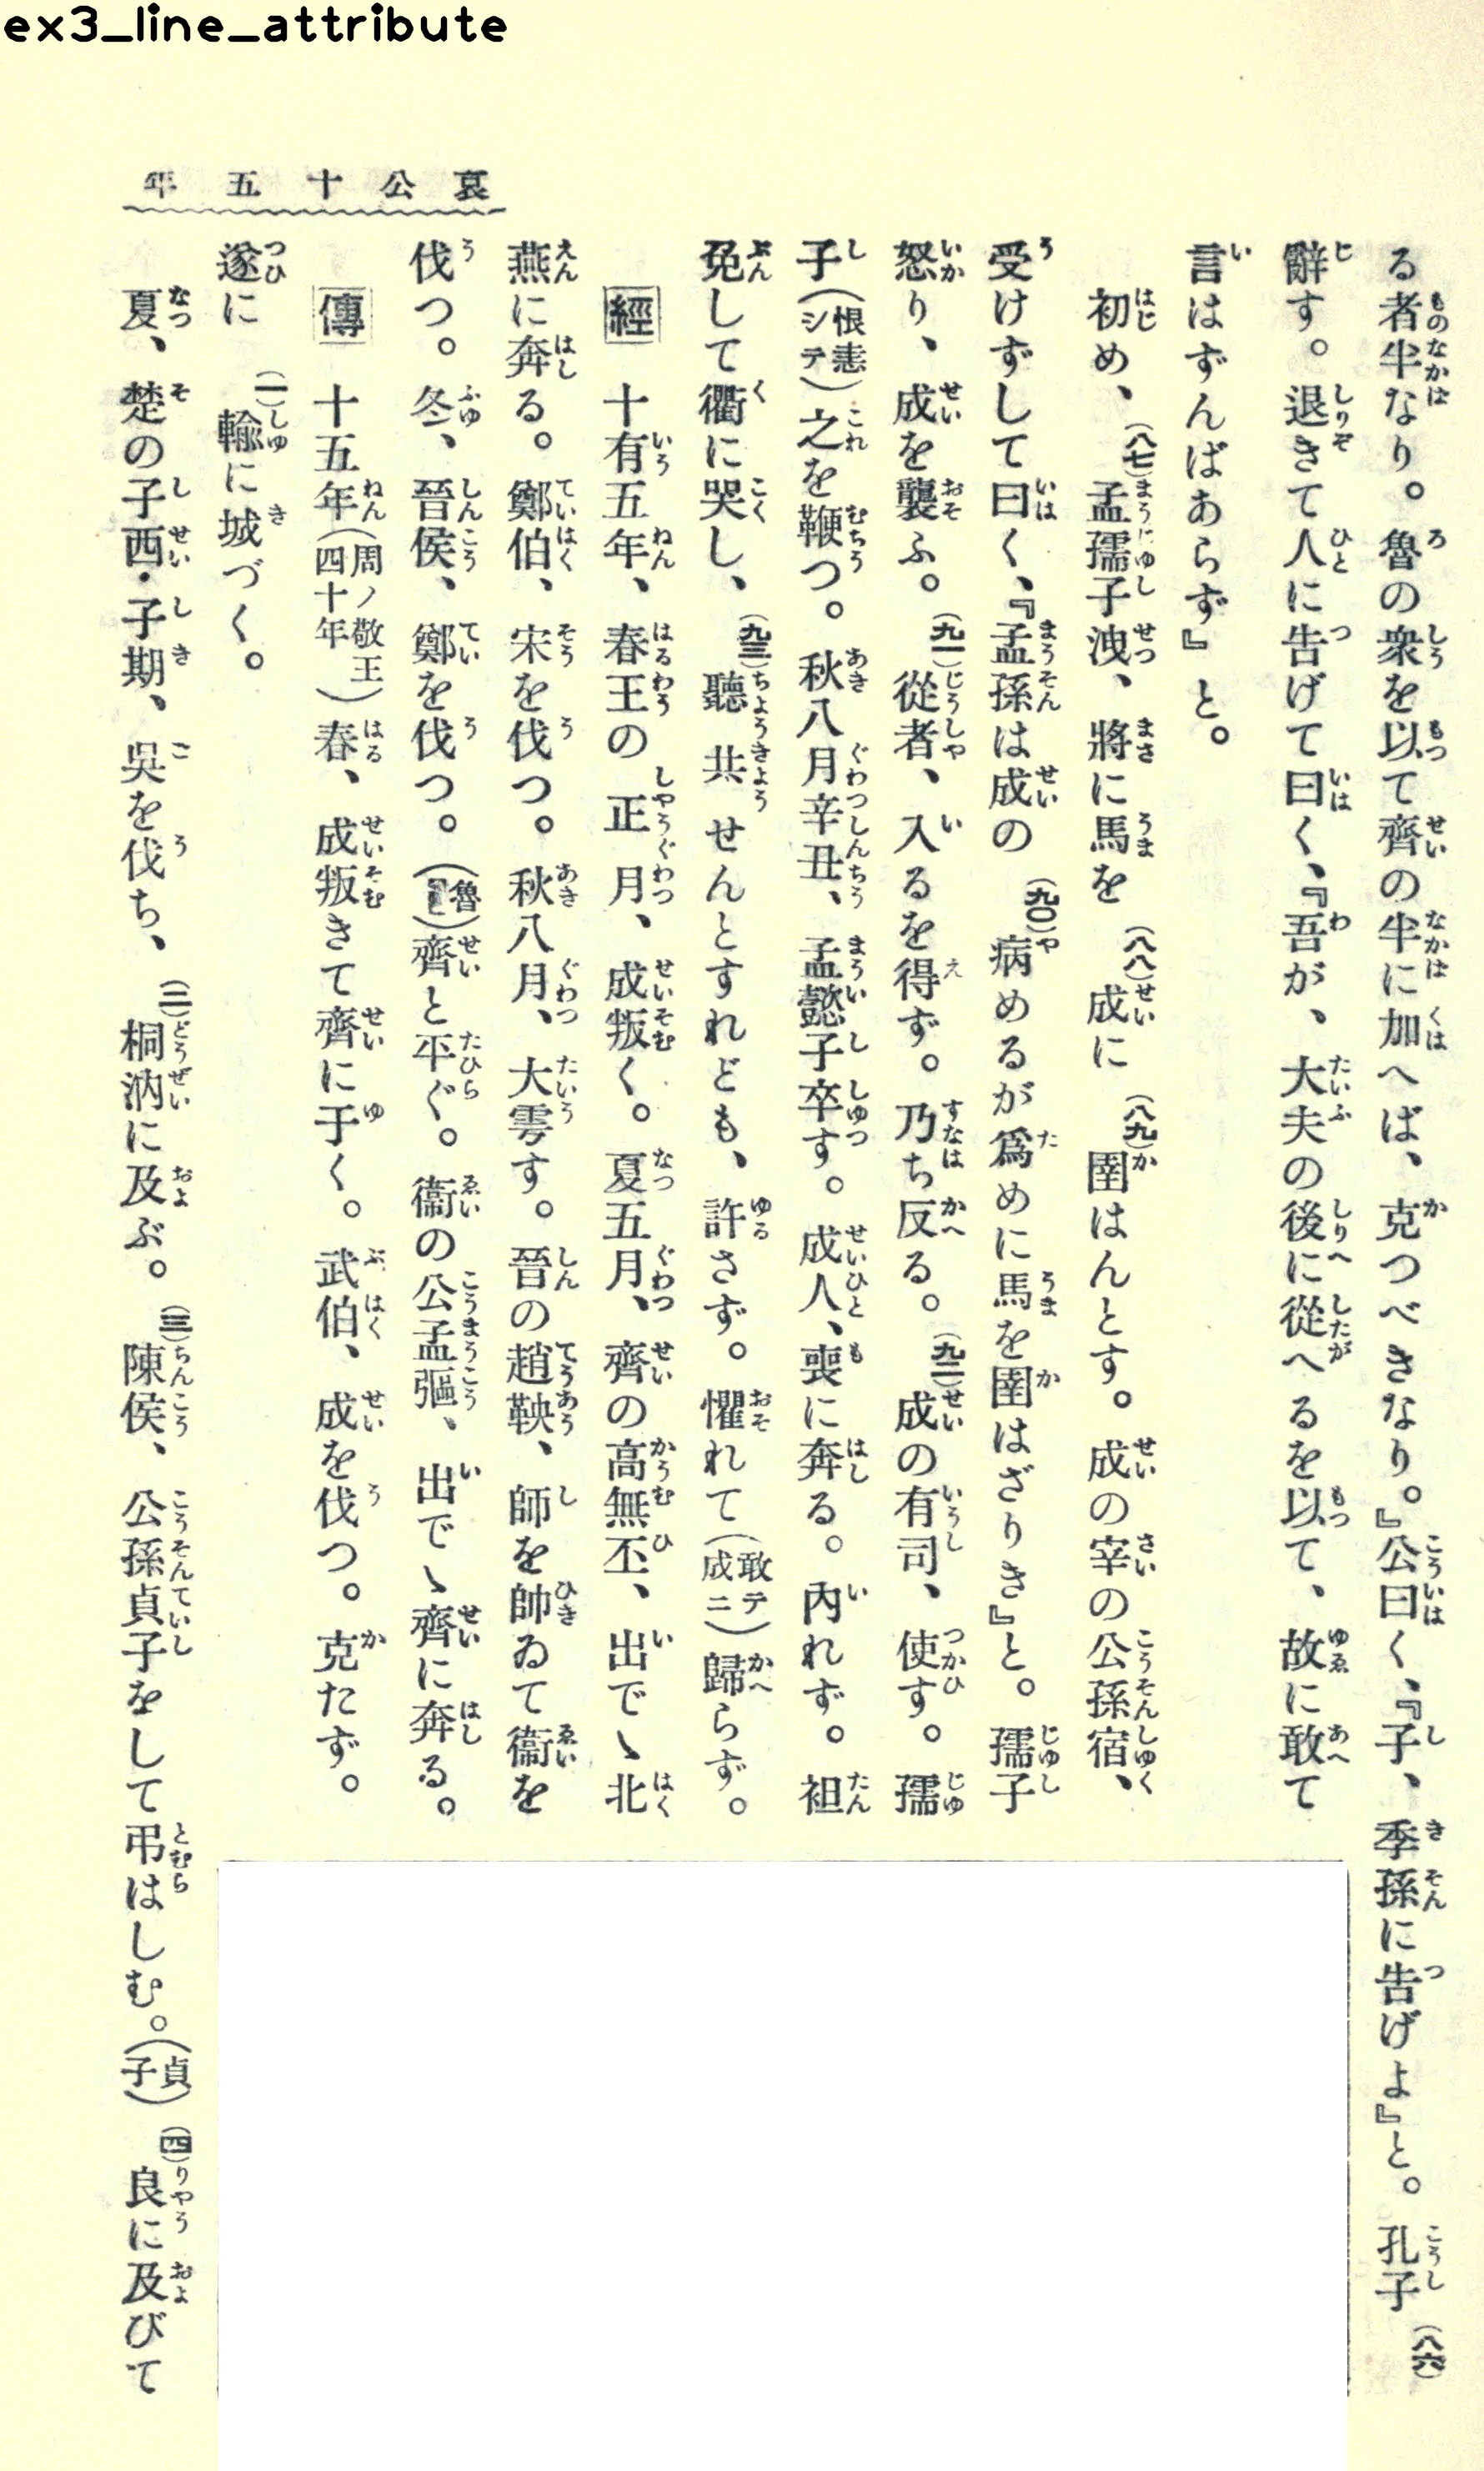 ex3_line_attribute
哀公十五年
る者半なり。魯の衆を以て齊の半に加へば、克つべきなり。』公曰く、『子、季孫に告げよ』と。孔子(八六)
辭す。退きて人に告げて曰く、『吾が、大夫の後に從へるを以て、故に敢て
言はずんばあらず』と。
初め、(八七)孟孺子洩、將に馬を(八八)成に(八九)圉はんとす。成の宰の公孫宿、
受けずして曰く、『孟孫は成の(九〇)病めるが爲めに馬を圉はざりき』と。孺子
怒り、成を襲ふ。(九一)從者、入るを得ず。乃ち反る。(九二)成の有司、使す。孺
子(恨恚シテ)之を鞭つ。秋八月辛丑、孟懿子卒す。成人、喪に奔る。內れず。袒
免して衢に哭し、(九三)聽共せんとすれども、許さず。懼れて(敢テ成ニ)歸らず。
經 十有五年、春王の正月、成叛く。夏五月、齊の高無丕、出でゝ北
燕に奔る。鄭伯、宋を伐つ。秋八月、大雩す。晉の趙鞅、師を帥ゐて衞を
伐つ。冬、晉侯、鄭を伐つ。(魯)齊と平ぐ。衞の公孟彄、出でゝ齊に奔る。
傳 十五年(周ノ敬王四十年)春、成叛きて齊に于く。武伯、成を伐つ。克たず。
遂に(一)輸に城づく。
夏、楚の子西・子期、吳を伐ち、(二)桐汭に及ぶ。(三)陳侯、公孫貞子をして弔はしむ。(貞子)(四)良に及びて